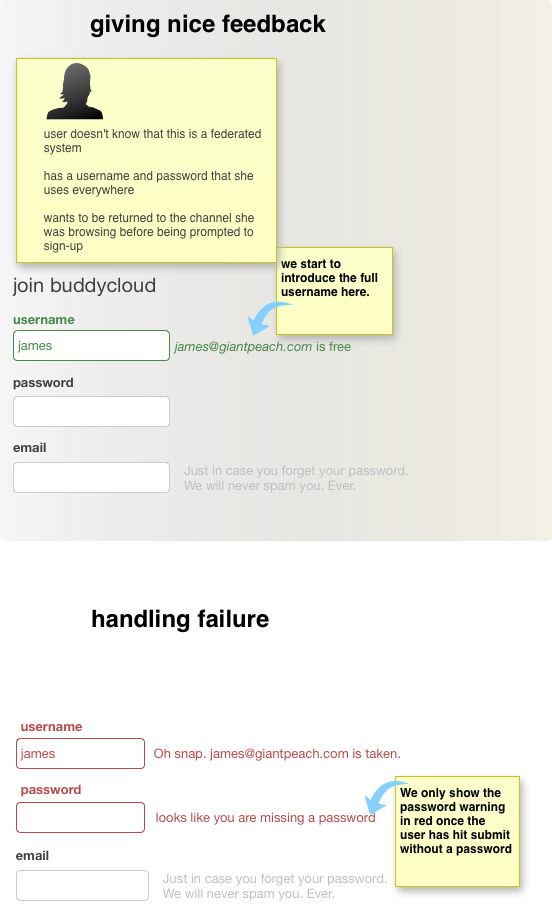 giving nice feedback
user doesn't know that this is a federated
system
has a username and password that she
uses everywhere
wants to be returned to the channel she
was browsing before being prompted to
sign-up
we start to
introduce the full
username here.
join buddycloud
username
james
james@giantpeach.com is free
password
email
Just in case you forget your password.
We will never spam you. Ever.
handling failure
username
james
Oh snap. james@giantpeach.com is taken.
password
looks like you are missing a password
We only show the
password warning
in red once the
user has hit submit
without a password
email
Just in case you forget your password.
We will never spam you. Ever.